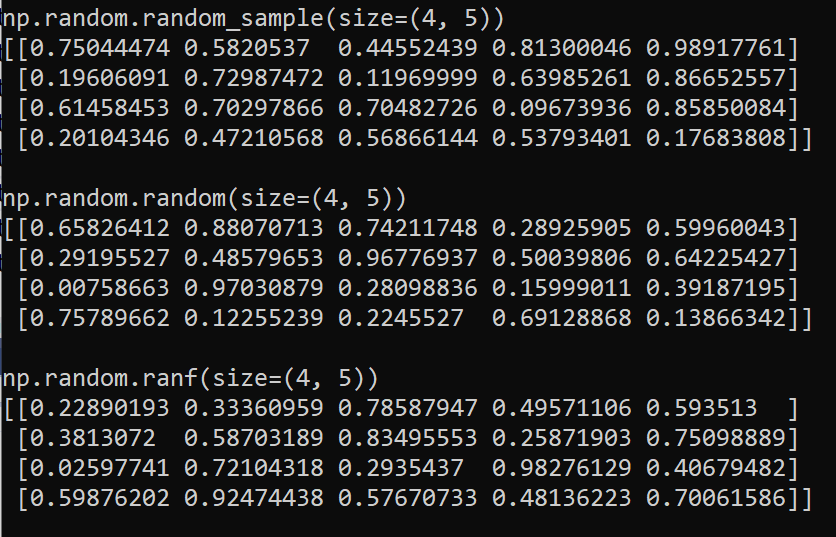 np.random.random_sample(size=(4, 5))
[[0.75044474 0.5820537  0.44552439 0.81300046 0.98917761]
 [0.19606091 0.72987472 0.11969999 0.63985261 0.86652557]
 [0.61458453 0.70297866 0.70482726 0.09673936 0.85850084]
 [0.20104346 0.47210568 0.56866144 0.53793401 0.17683808]]
np.random.random(size=(4, 5))
[[0.65826412 0.88070713 0.74211748 0.28925905 0.59960043]
 [0.29195527 0.48579653 0.96776937 0.50039806 0.64225427]
 [0.00758663 0.97030879 0.28098836 0.15999011 0.39187195]
 [0.75789662 0.12255239 0.2245527  0.69128868 0.13866342]]
np.random.ranf(size=(4, 5))
[[0.22890193 0.33360959 0.78587947 0.49571106 0.593513  ]
 [0.3813072  0.58703189 0.83495553 0.25871903 0.75098889]
 [0.02597741 0.72104318 0.2935437  0.98276129 0.40679482]
 [0.59876202 0.92474438 0.57670733 0.48136223 0.70061586]]